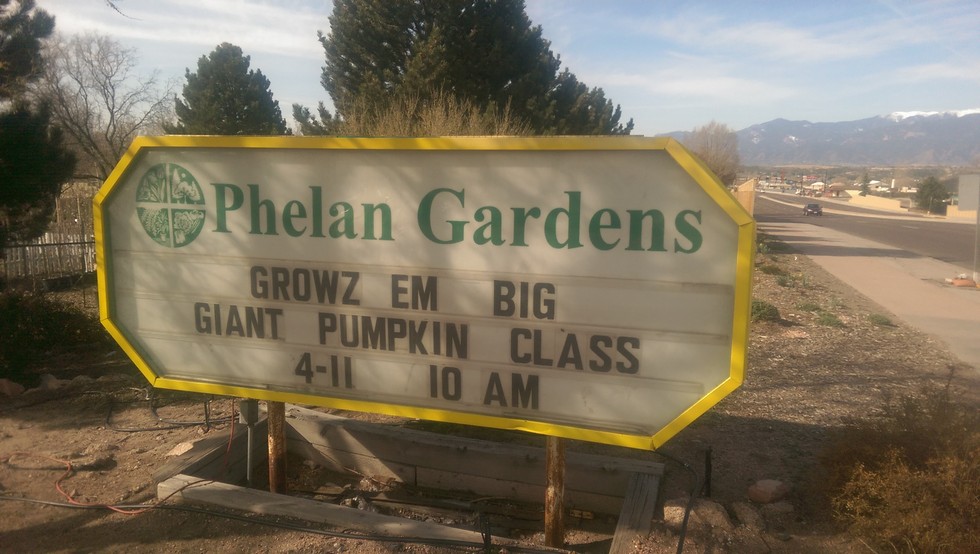 Phelan Gardens
GROWZ EM BIG
GIANT PUMPKIN CLASS
4-11 10 AM